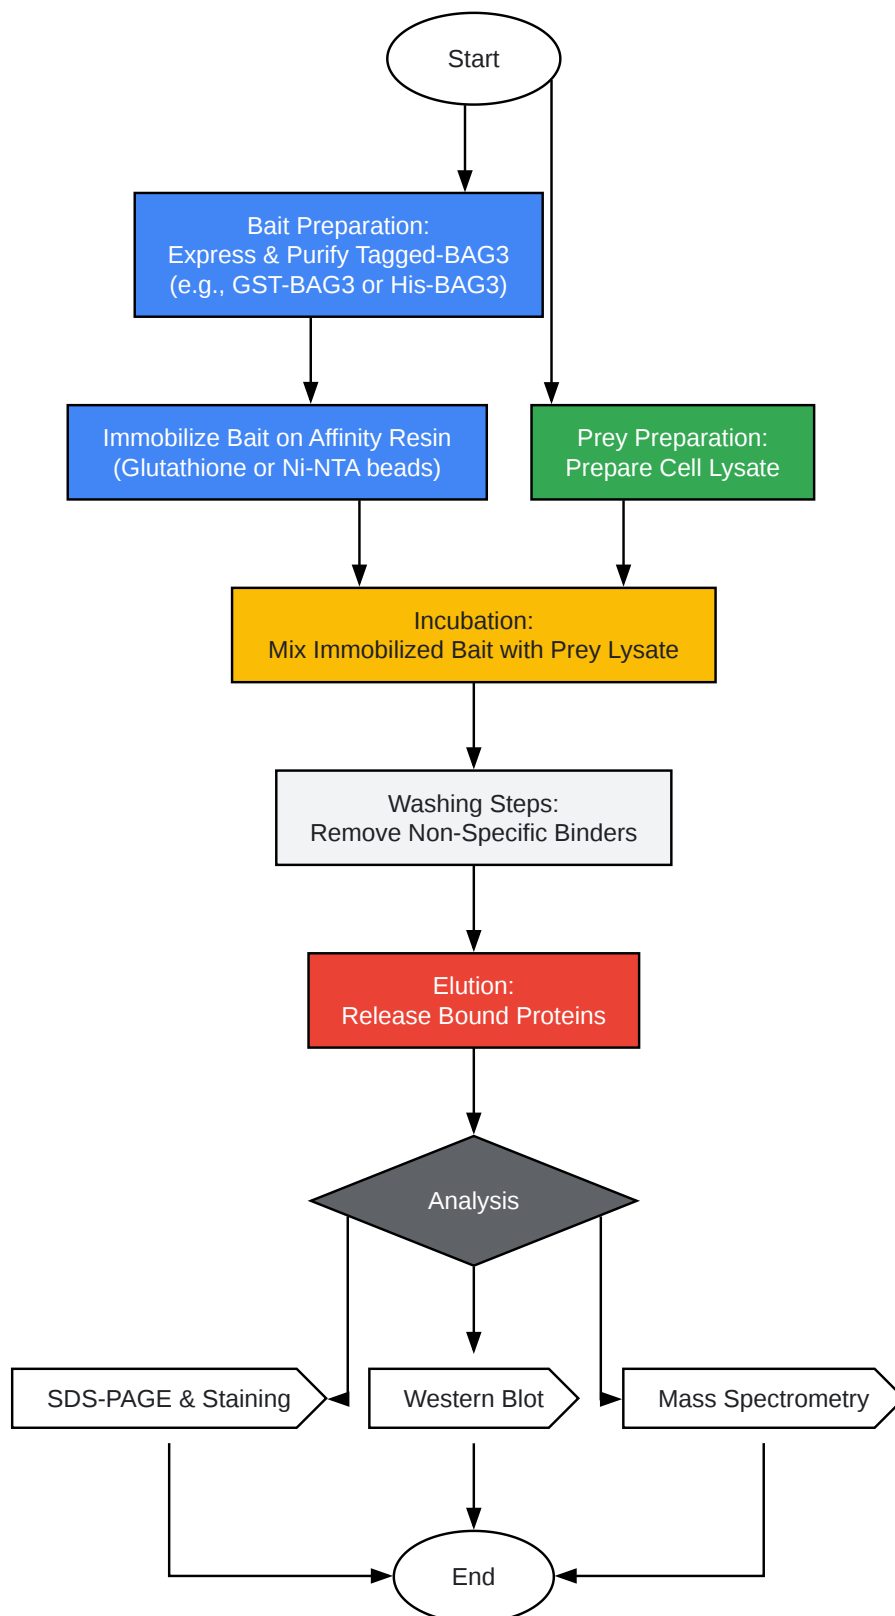 Start
Bait Preparation:
Express & Purify Tagged-BAG3
(e.g., GST-BAG3 or His-BAG3)
Immobilize Bait on Affinity Resin
(Glutathione or Ni-NTA beads)
Prey Preparation:
Prepare Cell Lysate
Incubation:
Mix Immobilized Bait with Prey Lysate
Washing Steps:
Remove Non-Specific Binders
Elution:
Release Bound Proteins
Analysis
SDS-PAGE & Staining
Western Blot
Mass Spectrometry
End